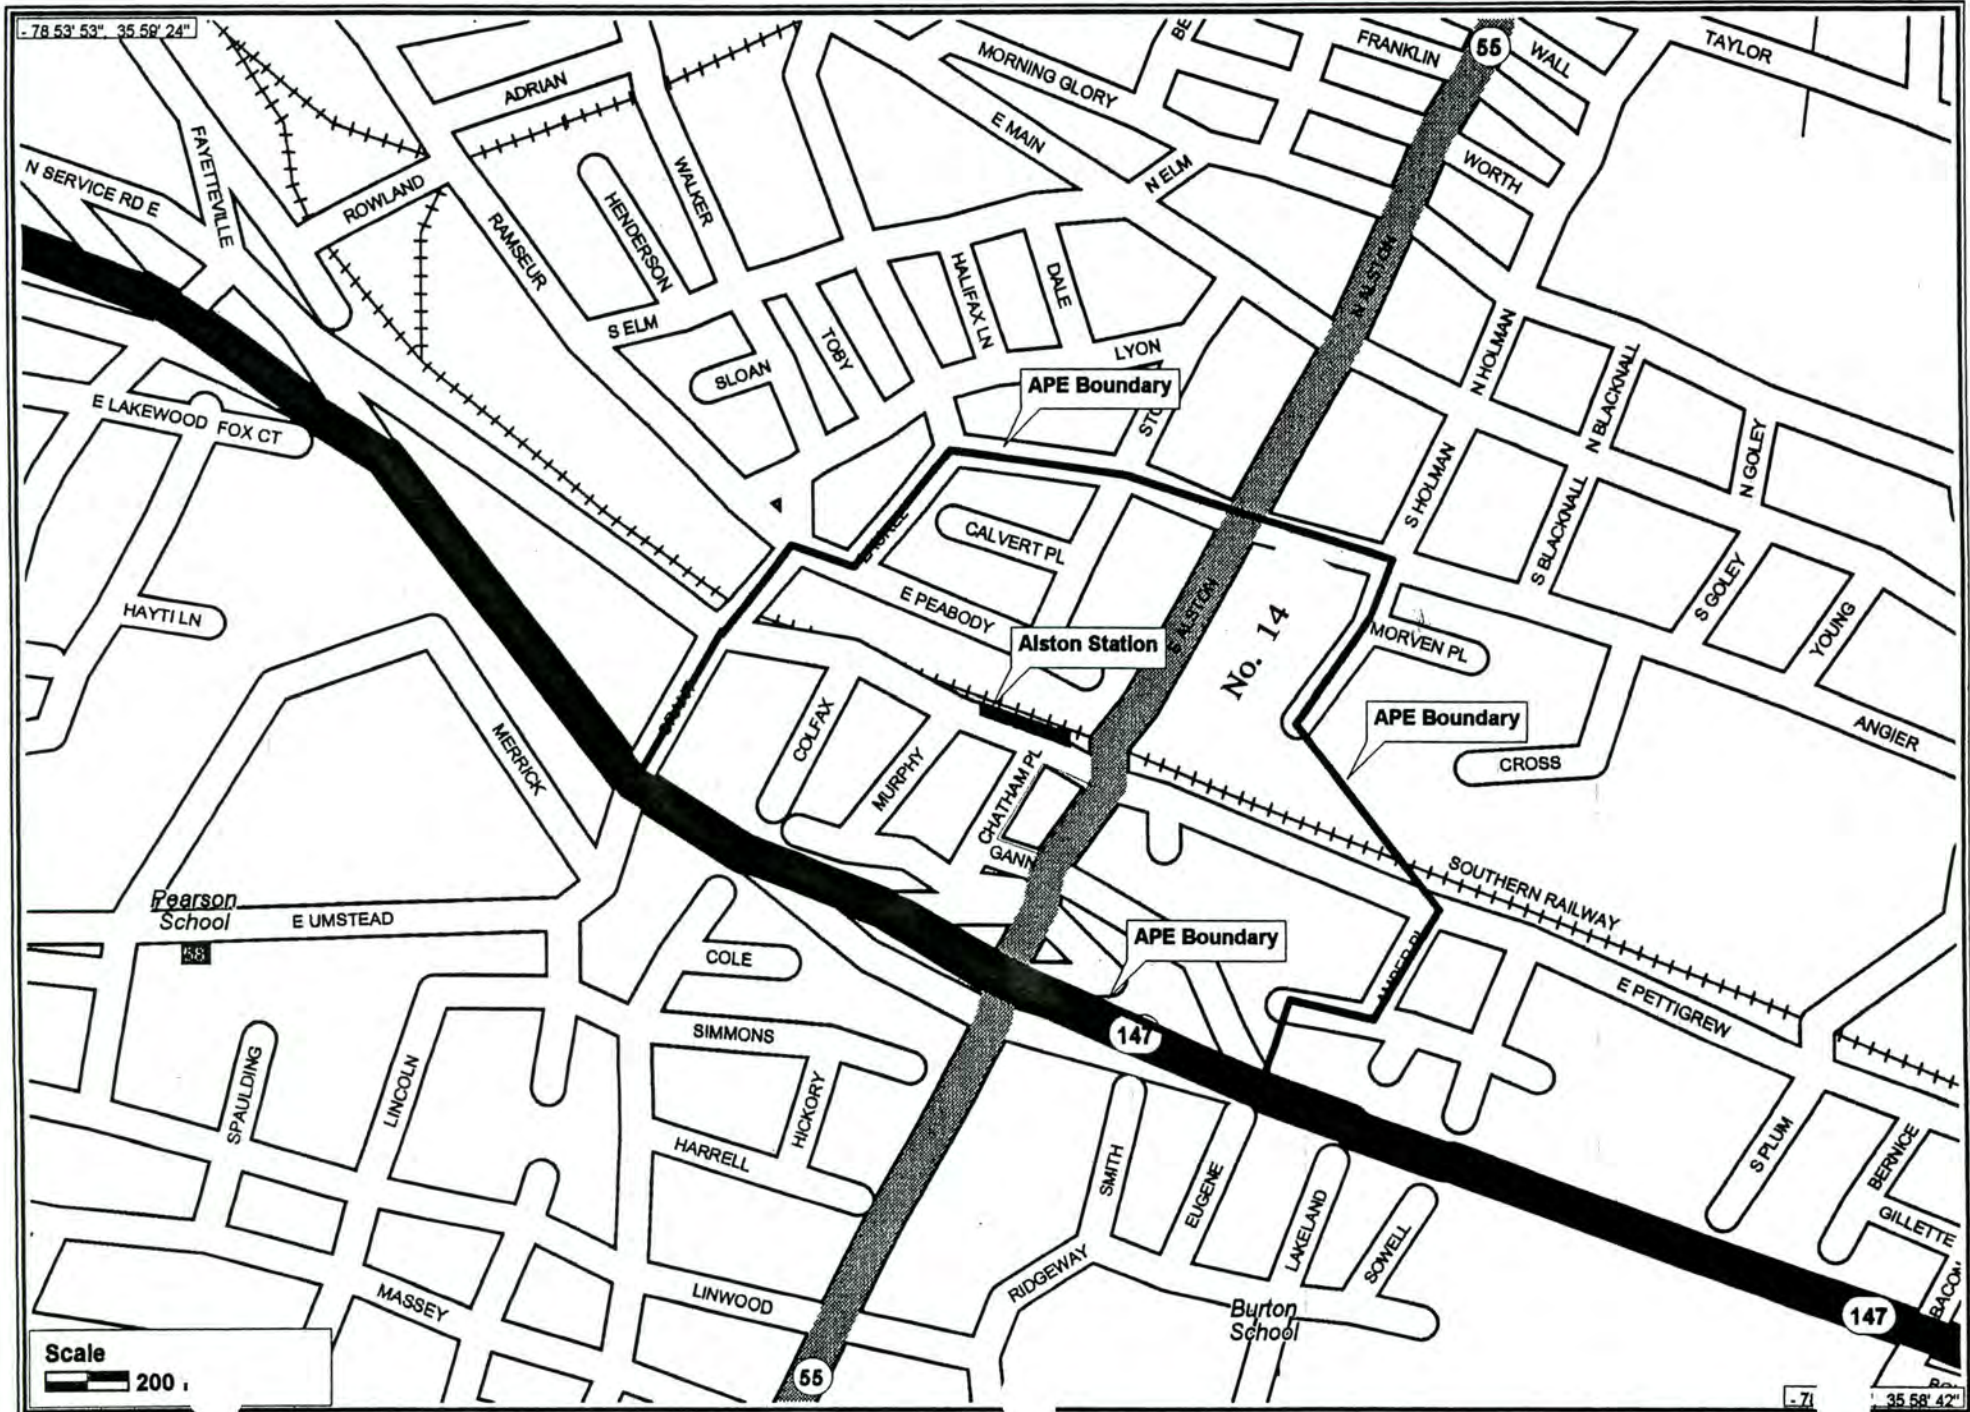 - 78 53' 53", 35 59' 24"
55
FRANKLIN
WALL
TAYLOR
MORNING GLORY
ADRIAN
E MAIN
FAYETTEVILLE
N SERVICE RD E
ROWLAND
WALKER
N ELM
WORTH
HENDERSON
RAMSEUR
N ALSTON
HALIFAX LN
DALE
S ELM
TOBY
LYON
N HOLMAN
SLOAN
APE Boundary
N BLACKNALL
E LAKEWOOD
FOX CT
N GOLEY
S HOLMAN
S BLACKNALL
CALVERT PL
E PEABODY
HAYTI LN
S GOLEY
YOUNG
No. 14
MORVEN PL
Alston Station
ALSTON
COLFAX
APE Boundary
ANGIER
MERRICK
MURPHY
CROSS
CHATHAM PL
GANN
SOUTHERN RAILWAY
Pearson
School
E UMSTEAD
58
APE Boundary
COLE
E PETTIGREW
SIMMONS
147
LINCOLN
SPAULDING
HICKORY
HARRELL
SMITH
EUGENE
LAKELAND
SOWELL
S PLUM
BERNICE
GILLETTE
RIDGEWAY
MASSEY
LINWOOD
Burton
School
147
Scale
200
55
35 58' 42"